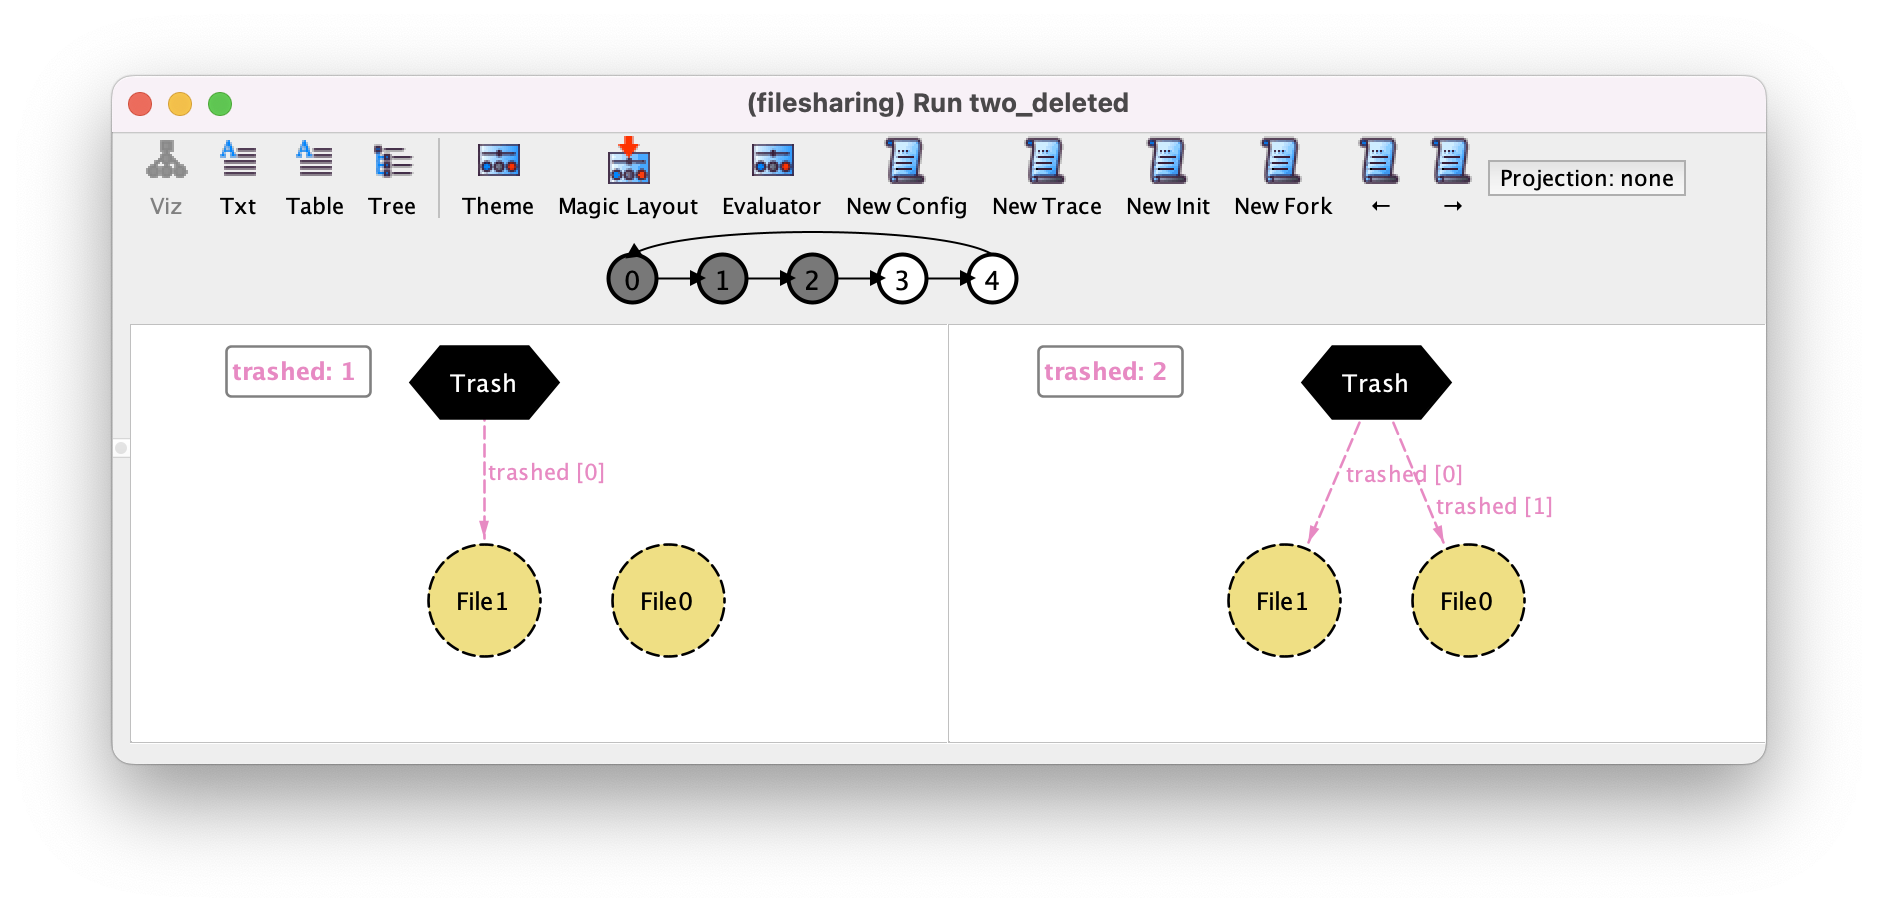 (filesharing) Run two_deleted
Viz Txt Table Tree Theme Magic Layout Evaluator New Config New Trace New Init New Fork ← → Projection: none
0 1 2 3 4
trashed: 1
Trash
trashed [0]
File1 File0
trashed: 2
Trash
trashed [0]
trashed [1]
File1 File0